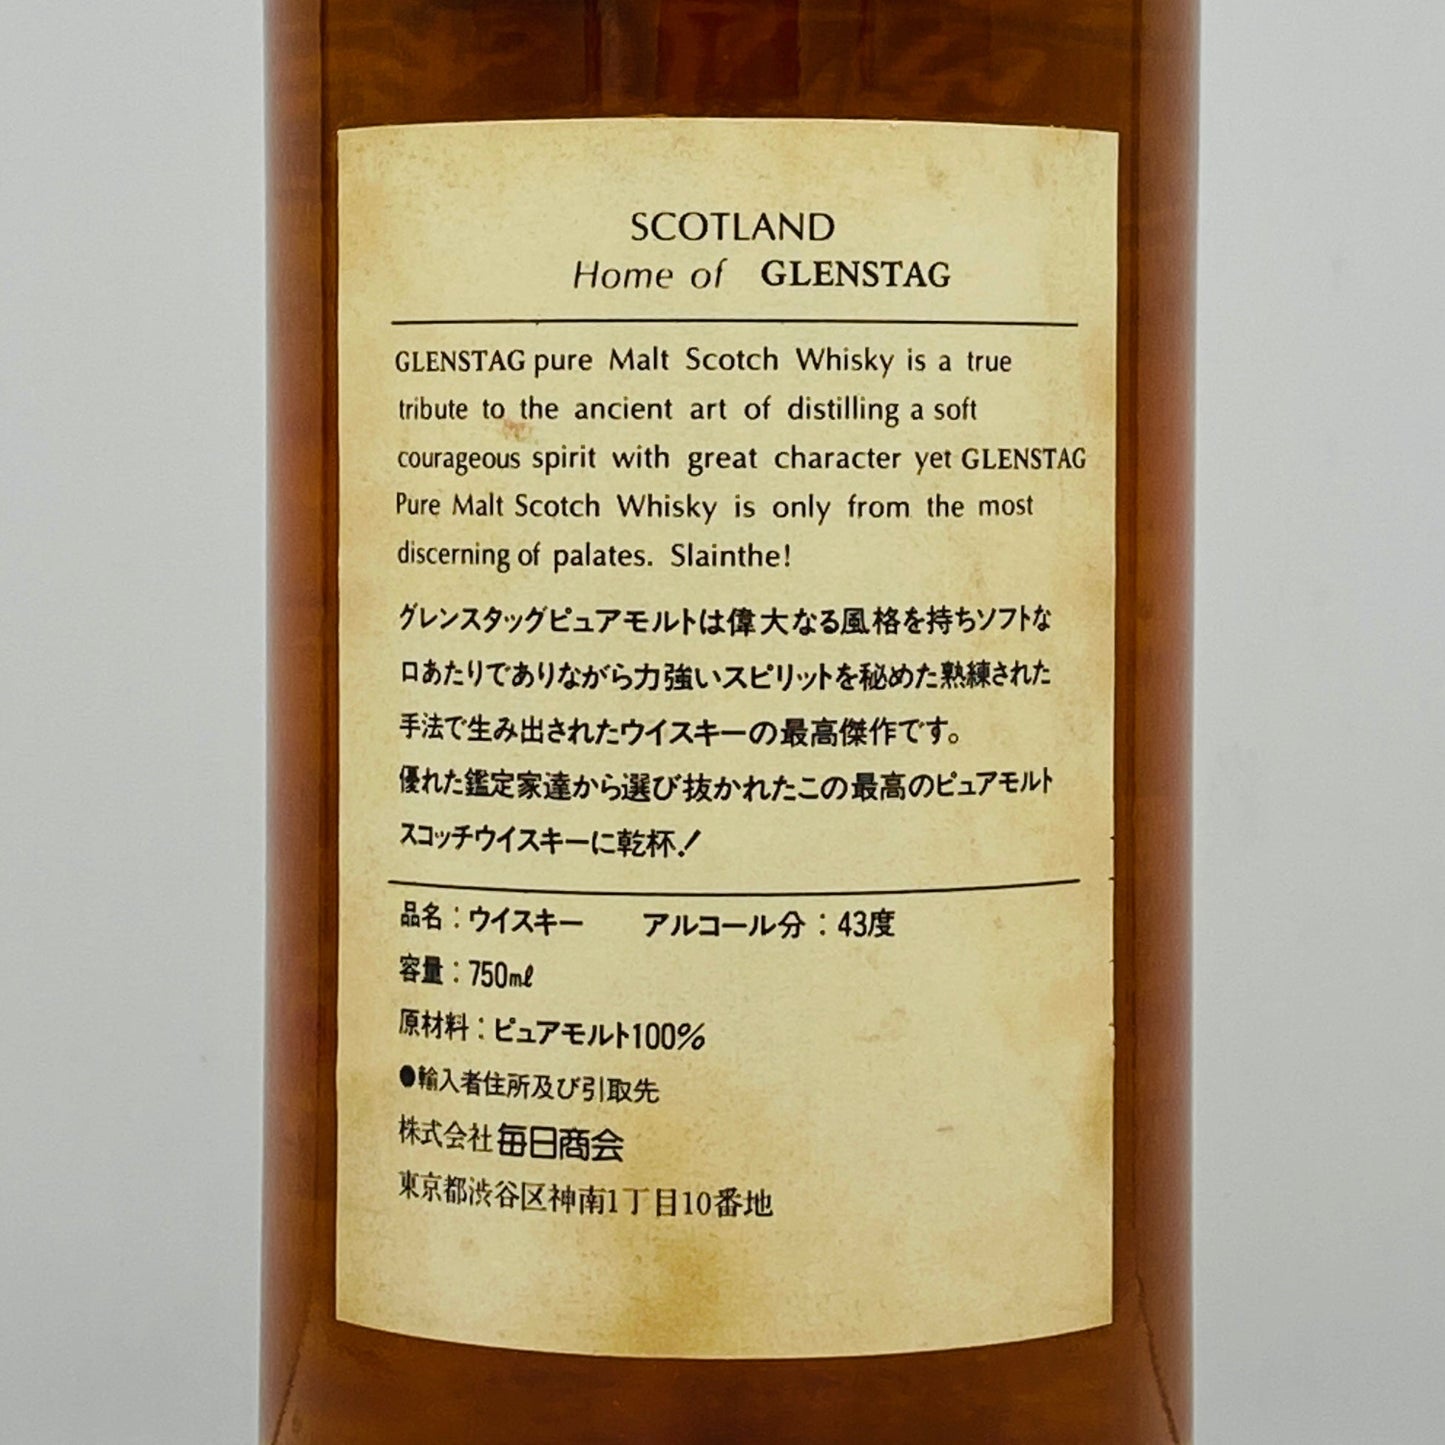 SCOTLAND
Home of GLENSTAG
GLENSTAG pure Malt Scotch Whisky is a true
tribute to the ancient art of distilling a soft
courageous spirit with great character yet GLENSTAG
Pure Malt Scotch Whisky is only from the most
discerning of palates. Slainthe!
グレンスタッグピュアモルトは偉大なる風格を持ちソフトな
口あたりでありながら力強いスピリットを秘めた熟練された
手法で生み出されたウイスキーの最高傑作です。
優れた鑑定家達から選び抜かれたこの最高のピュアモルト
スコッチウイスキーに乾杯!
品名:ウイスキー アルコール分:43度
容量:750mℓ
原材料:ピュアモルト100%
●輸入者住所及び引取先
株式会社毎日商会
東京都渋谷区神南1丁目10番地